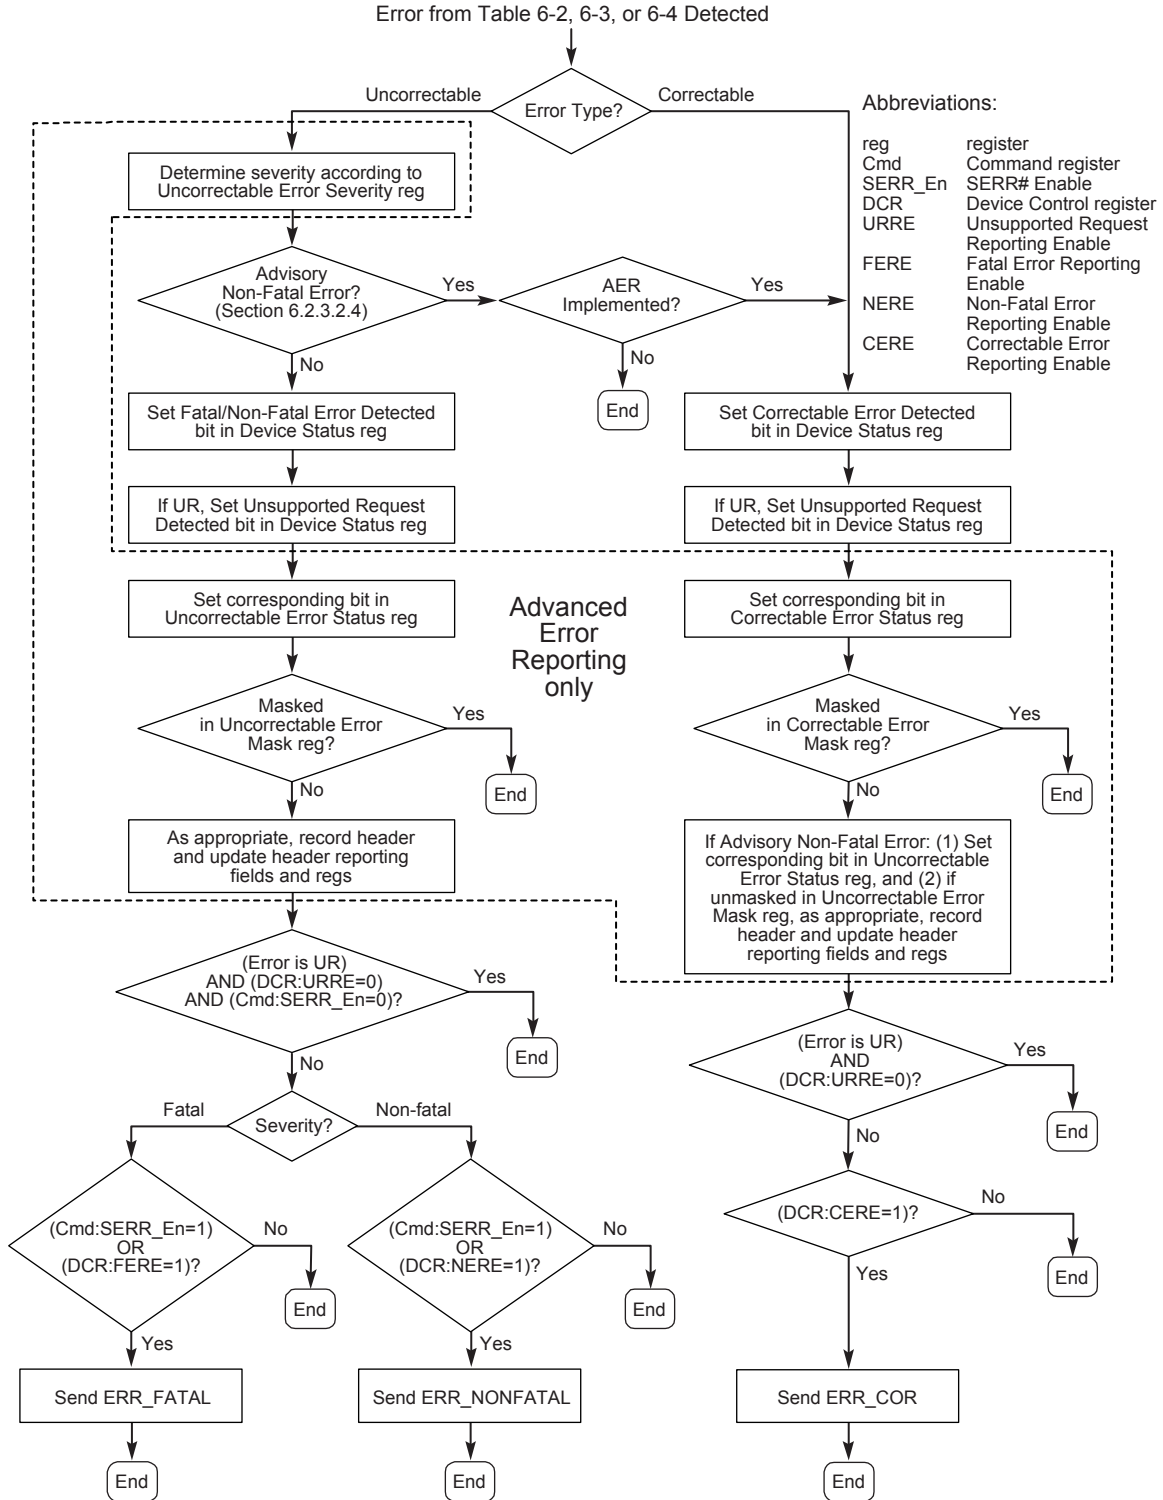 Error from Table 6-2, 6-3, or 6-4 Detected
Uncorrectable
Error Type?
Correctable
Abbreviations:
reg register
Cmd Command register
SERR_En SERR# Enable
DCR Device Control register
URRE Unsupported Request
Reporting Enable
FERE Fatal Error Reporting
Enable
NERE Non-Fatal Error
Reporting Enable
CERE Correctable Error
Reporting Enable
Determine severity according to
Uncorrectable Error Severity reg
Advisory
Non-Fatal Error?
(Section 6.2.3.2.4)
Yes
AER
Implemented?
Yes
No
No
End
Set Fatal/Non-Fatal Error Detected
bit in Device Status reg
Set Correctable Error Detected
bit in Device Status reg
If UR, Set Unsupported Request
Detected bit in Device Status reg
If UR, Set Unsupported Request
Detected bit in Device Status reg
Set corresponding bit in
Uncorrectable Error Status reg
Advanced
Error
Reporting
only
Set corresponding bit in
Correctable Error Status reg
Masked
in Uncorrectable Error
Mask reg?
Yes
End
No
Masked
in Correctable Error
Mask reg?
Yes
End
No
As appropriate, record header
and update header reporting
fields and regs
If Advisory Non-Fatal Error: (1) Set
corresponding bit in Uncorrectable
Error Status reg, and (2) if
unmasked in Uncorrectable Error
Mask reg, as appropriate, record
header and update header
reporting fields and regs
(Error is UR)
AND (DCR:URRE=0)
AND (Cmd:SERR_En=0)?
Yes
End
No
(Error is UR)
AND
(DCR:URRE=0)?
Yes
End
No
Fatal
Severity?
Non-fatal
(Cmd:SERR_En=1)
OR
(DCR:FERE=1)?
No
End
Yes
(Cmd:SERR_En=1)
OR
(DCR:NERE=1)?
No
End
Yes
(DCR:CERE=1)?
No
End
Yes
Send ERR_FATAL
Send ERR_NONFATAL
Send ERR_COR
End
End
End